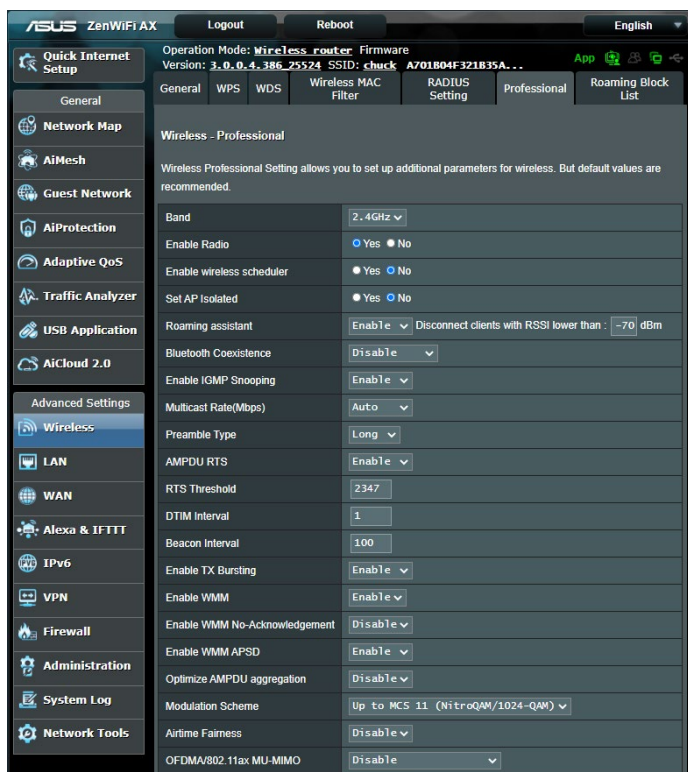 ASUS ZenWiFi AX Logout Reboot English
Quick Internet Setup
Operation Mode: Wireless router Firmware
Version: 3.0.0.4.386_25524 SSID: chuck A701B04F321B35A...
App
General WPS WDS Wireless MAC Filter RADIUS Setting Professional Roaming Block List
General
Network Map
AiMesh
Guest Network
AiProtection
Adaptive QoS
Traffic Analyzer
USB Application
AiCloud 2.0
Advanced Settings
Wireless
LAN
WAN
Alexa & IFTTT
IPv6
VPN
Firewall
Administration
System Log
Network Tools
Wireless - Professional
Wireless Professional Setting allows you to set up additional parameters for wireless. But default values are
recommended.
Band 2.4GHz
Enable Radio Yes No
Enable wireless scheduler Yes No
Set AP Isolated Yes No
Roaming assistant Enable Disconnect clients with RSSI lower than : -70 dBm
Bluetooth Coexistence Disable
Enable IGMP Snooping Enable
Multicast Rate(Mbps) Auto
Preamble Type Long
AMPDU RTS Enable
RTS Threshold 2347
DTIM Interval 1
Beacon Interval 100
Enable TX Bursting Enable
Enable WMM Enable
Enable WMM No-Acknowledgement Disable
Enable WMM APSD Enable
Optimize AMPDU aggregation Disable
Modulation Scheme Up to MCS 11 (NitroQAM/1024-QAM)
Airtime Fairness Disable
OFDMA/802.11ax MU-MIMO Disable